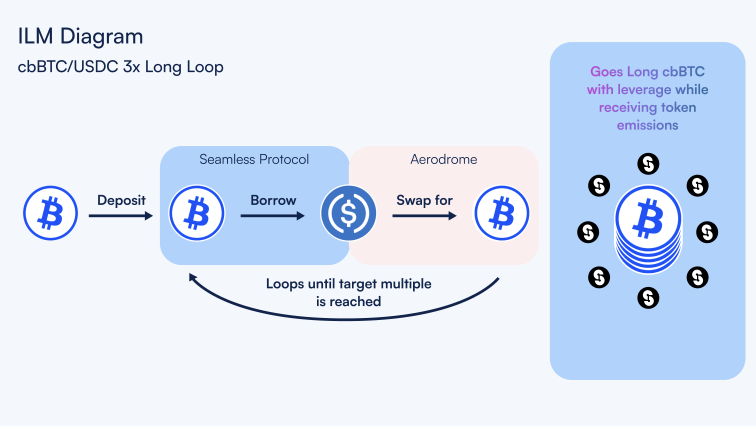 ILM Diagram
cbBTC/USDC 3x Long Loop
Goes Long cbBTC
with leverage while
receiving token
emissions
Seamless Protocol
Aerodrome
Deposit
Borrow
Swap for
Loops until target multiple
is reached